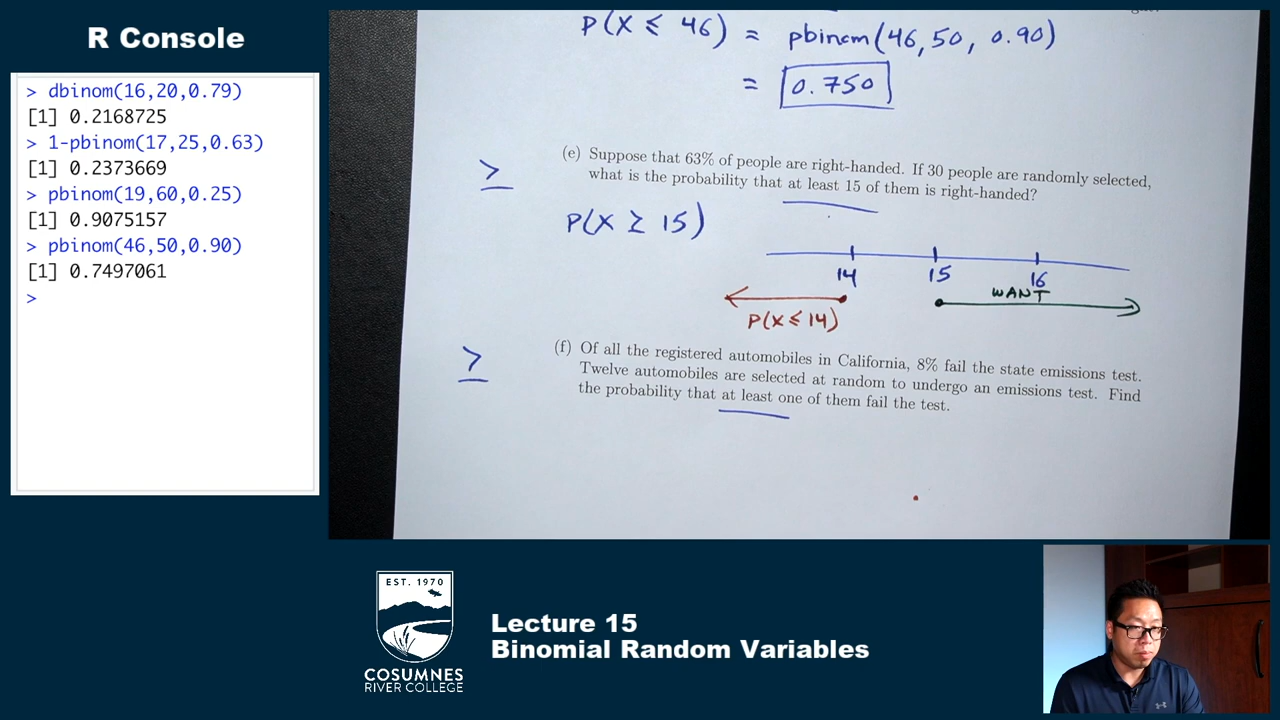 R Console
> dbinom(16,20,0.79)
[1] 0.2168725
> 1-pbinom(17,25,0.63)
[1] 0.2373669
> pbinom(19,60,0.25)
[1] 0.9075157
> pbinom(46,50,0.90)
[1] 0.7497061
>
P(X ≤ 46) = pbinom(46, 50, 0.90)
= 0.750
≥
(e) Suppose that 63% of people are right-handed. If 30 people are randomly selected,
what is the probability that at least 15 of them is right-handed?
P(X ≥ 15)
14 15 16
WANT
P(X ≤ 14)
≥
(f) Of all the registered automobiles in California, 8% fail the state emissions test.
Twelve automobiles are selected at random to undergo an emissions test. Find
the probability that at least one of them fail the test.
EST. 1970
COSUMNES
RIVER COLLEGE
Lecture 15
Binomial Random Variables